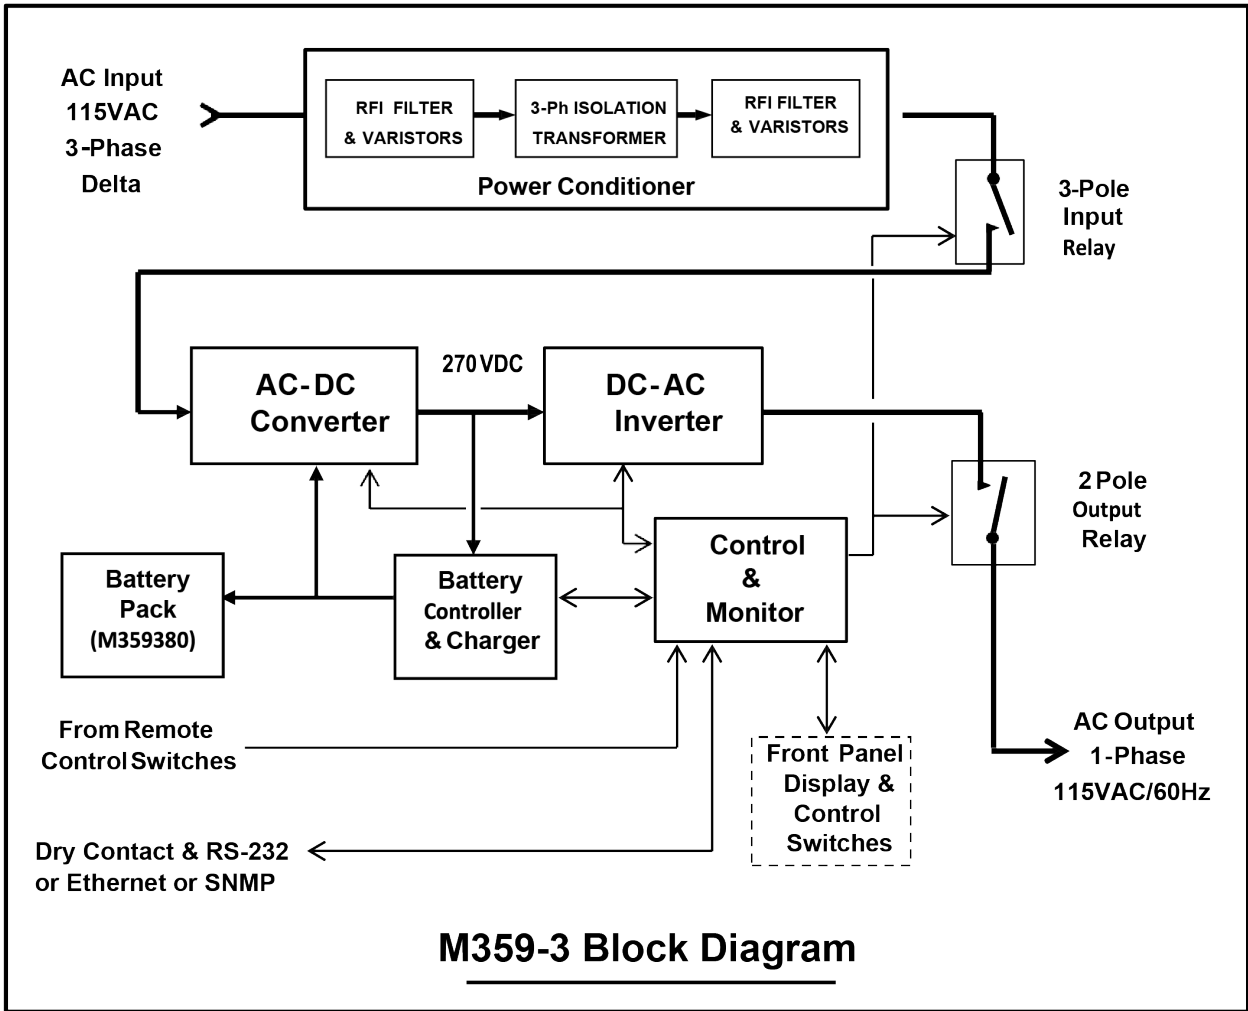 AC Input
115VAC
3-Phase
Delta
RFI FILTER
& VARISTORS
3-Ph ISOLATION
TRANSFORMER
RFI FILTER
& VARISTORS
Power Conditioner
3-Pole
Input
Relay
AC-DC
Converter
270 VDC
DC-AC
Inverter
2 Pole
Output
Relay
Battery
Pack
(M359380)
Battery
Controller
& Charger
Control
&
Monitor
From Remote
Control Switches
Front Panel
Display &
Control
Switches
AC Output
1-Phase
115VAC/60Hz
Dry Contact & RS-232
or Ethernet or SNMP
M359-3 Block Diagram